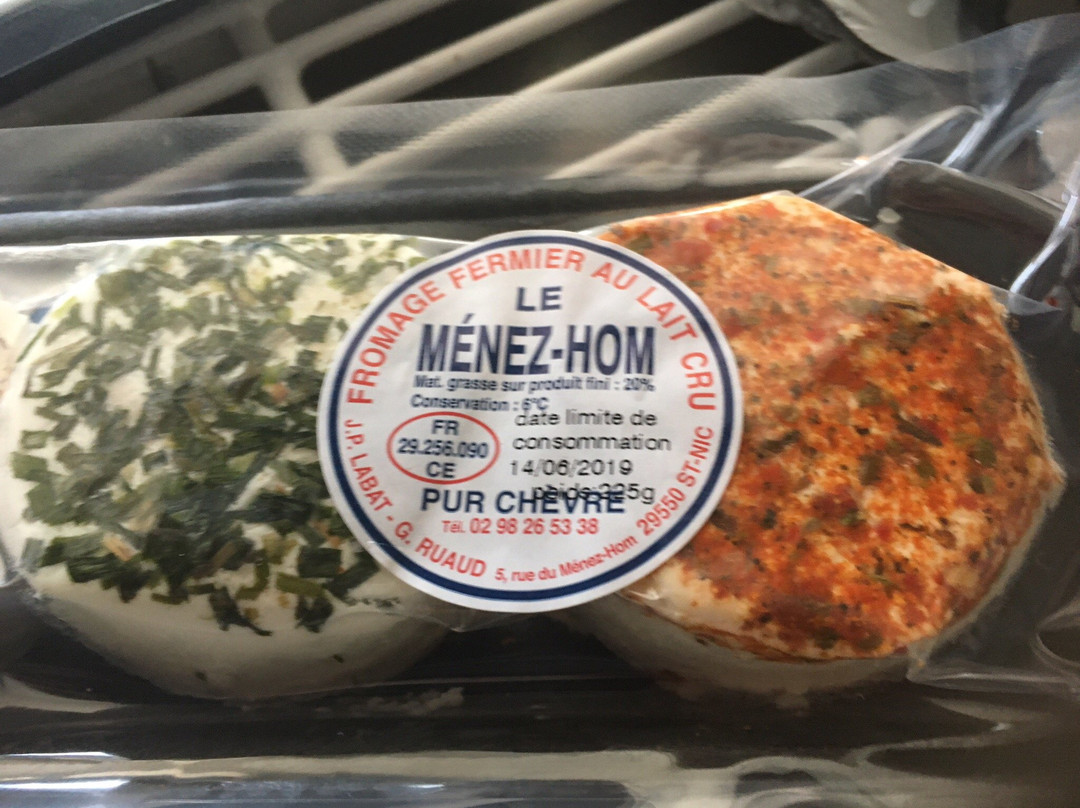 FROMAGE FERMIER AU LAIT CRU
LE
MÉNEZ-HOM
Mat. grasse sur produit fini : 20%
Conservation : 6°C
FR
29.256.090
CE
date limite de
consommation
14/06/2019
poids:225g
PUR CHÈVRE
Tél. 02 98 26 53 38
J.P. LABAT - G. RUAUD 5, rue du Ménez-Hom 29550 ST-NIC